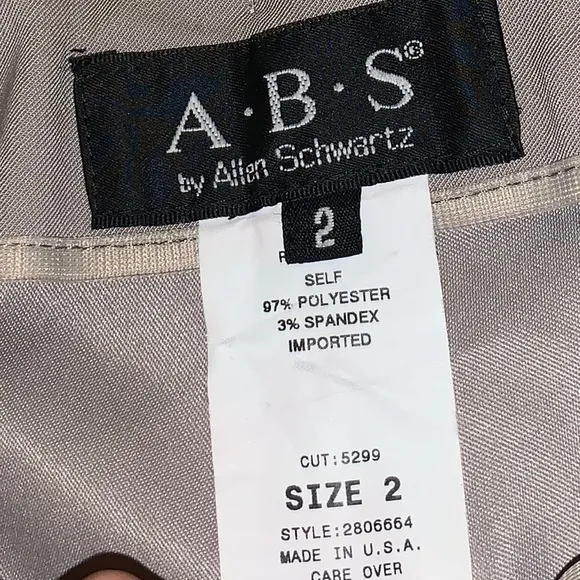 A·B·S®
by Allen Schwartz
2
SELF
97% POLYESTER
3% SPANDEX
IMPORTED
CUT:5299
SIZE 2
STYLE:2806664
MADE IN U.S.A.
CARE OVER